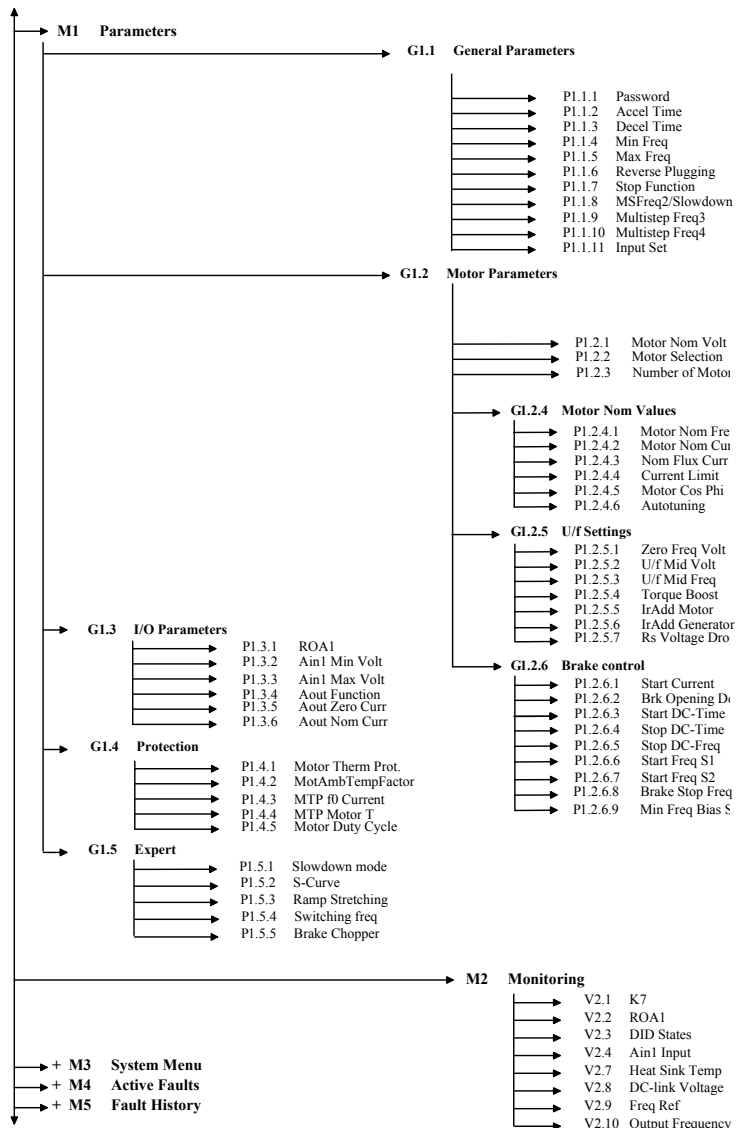 M1 Parameters
G1.1 General Parameters
P1.1.1 Password
P1.1.2 Accel Time
P1.1.3 Decel Time
P1.1.4 Min Freq
P1.1.5 Max Freq
P1.1.6 Reverse Plugging
P1.1.7 Stop Function
P1.1.8 MSFreq2/Slowdown
P1.1.9 Multistep Freq3
P1.1.10 Multistep Freq4
P1.1.11 Input Set
G1.2 Motor Parameters
P1.2.1 Motor Nom Volt
P1.2.2 Motor Selection
P1.2.3 Number of Motor
G1.2.4 Motor Nom Values
P1.2.4.1 Motor Nom Fre
P1.2.4.2 Motor Nom Cur
P1.2.4.3 Nom Flux Curr
P1.2.4.4 Current Limit
P1.2.4.5 Motor Cos Phi
P1.2.4.6 Autotuning
G1.2.5 U/f Settings
P1.2.5.1 Zero Freq Volt
P1.2.5.2 U/f Mid Volt
P1.2.5.3 U/f Mid Freq
P1.2.5.4 Torque Boost
P1.2.5.5 IrAdd Motor
P1.2.5.6 IrAdd Generator
P1.2.5.7 Rs Voltage Dro
G1.2.6 Brake control
P1.2.6.1 Start Current
P1.2.6.2 Brk Opening De
P1.2.6.3 Start DC-Time
P1.2.6.4 Stop DC-Time
P1.2.6.5 Stop DC-Freq
P1.2.6.6 Start Freq S1
P1.2.6.7 Start Freq S2
P1.2.6.8 Brake Stop Freq
P1.2.6.9 Min Freq Bias S
G1.3 I/O Parameters
P1.3.1 ROA1
P1.3.2 Ain1 Min Volt
P1.3.3 Ain1 Max Volt
P1.3.4 Aout Function
P1.3.5 Aout Zero Curr
P1.3.6 Aout Nom Curr
G1.4 Protection
P1.4.1 Motor Therm Prot.
P1.4.2 MotAmbTempFactor
P1.4.3 MTP f0 Current
P1.4.4 MTP Motor T
P1.4.5 Motor Duty Cycle
G1.5 Expert
P1.5.1 Slowdown mode
P1.5.2 S-Curve
P1.5.3 Ramp Stretching
P1.5.4 Switching freq
P1.5.5 Brake Chopper
M2 Monitoring
V2.1 K7
V2.2 ROA1
V2.3 DID States
V2.4 Ain1 Input
V2.7 Heat Sink Temp
V2.8 DC-link Voltage
V2.9 Freq Ref
V2.10 Output Frequency
+ M3 System Menu
+ M4 Active Faults
+ M5 Fault History